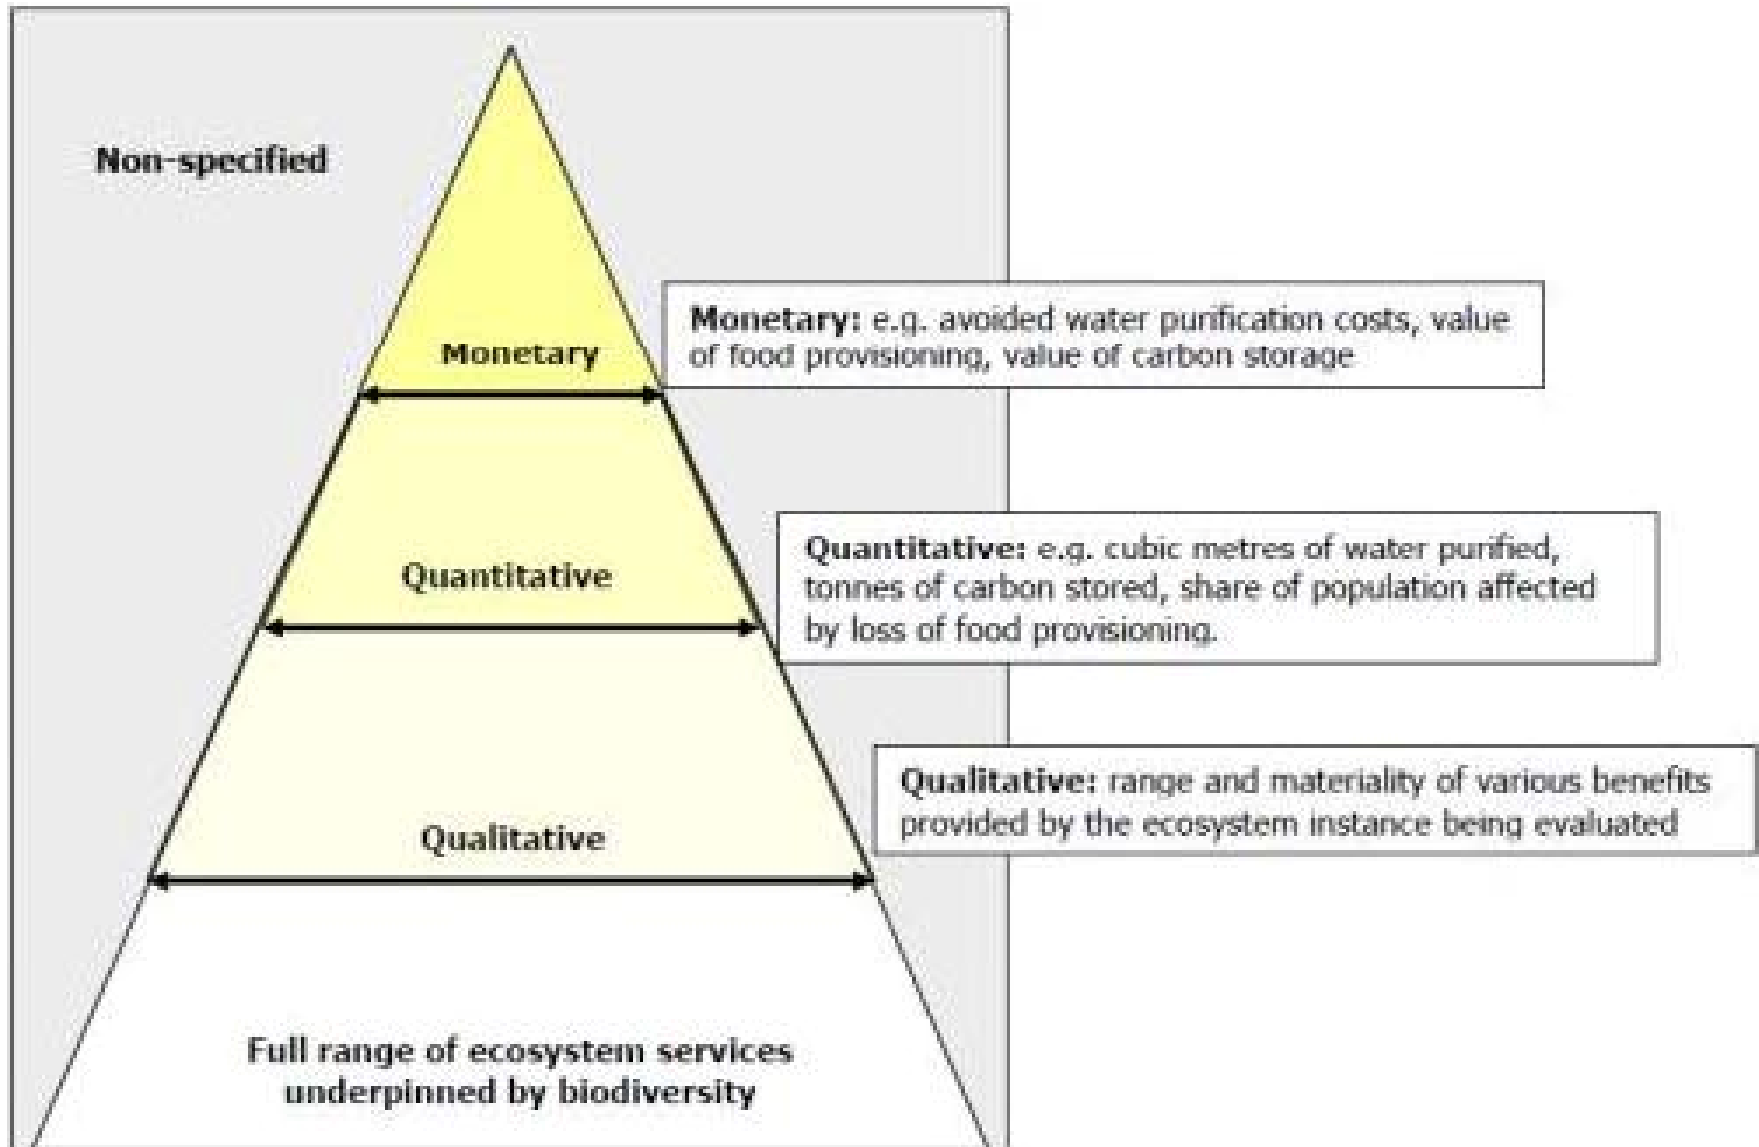 Non-specified
Monetary
Monetary: e.g. avoided water purification costs, value
of food provisioning, value of carbon storage
Quantitative
Quantitative: e.g. cubic metres of water purified,
tonnes of carbon stored, share of population affected
by loss of food provisioning.
Qualitative
Qualitative: range and materiality of various benefits
provided by the ecosystem instance being evaluated
Full range of ecosystem services
underpinned by biodiversity